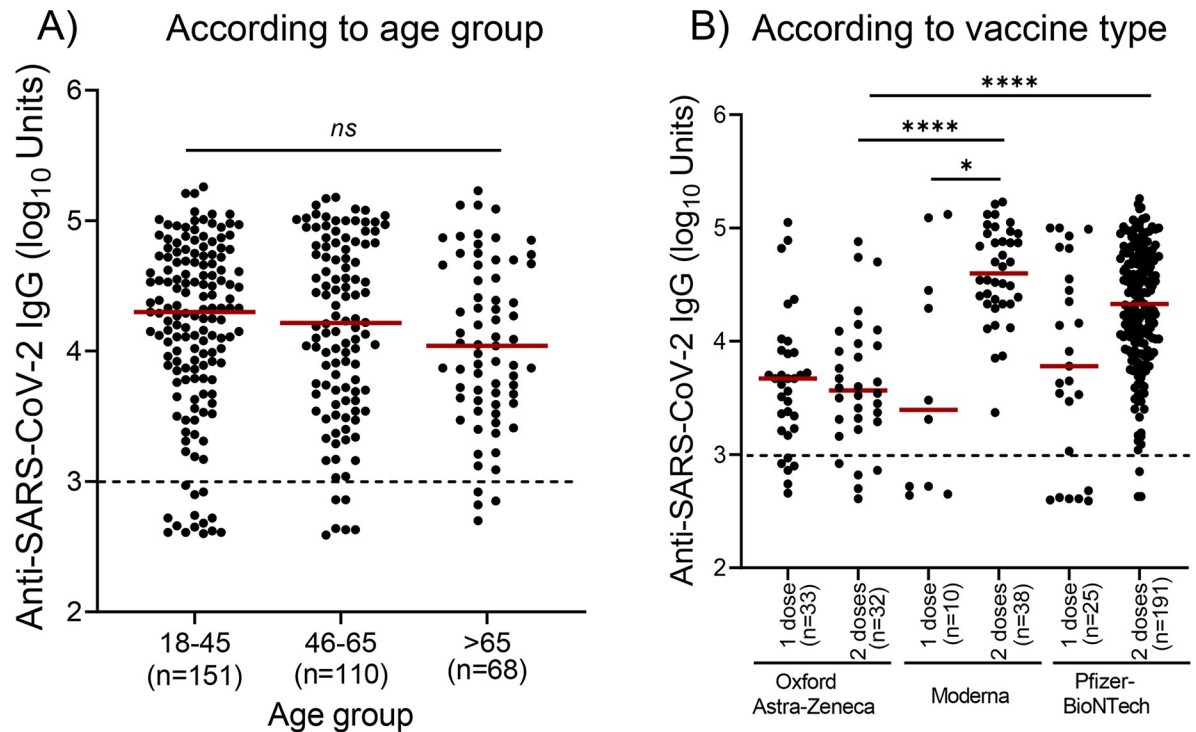 A) According to age group
Anti-SARS-CoV-2 IgG (log10 Units)
6
5
4
3
2
ns
18-45
(n=151)
46-65
(n=110)
>65
(n=68)
Age group
B) According to vaccine type
Anti-SARS-CoV-2 IgG (log10 Units)
6
5
4
3
2
****
****
*
1 dose
(n=33)
2 doses
(n=32)
1 dose
(n=10)
2 doses
(n=38)
1 dose
(n=25)
2 doses
(n=191)
Oxford
Astra-Zeneca
Moderna
Pfizer-
BioNTech